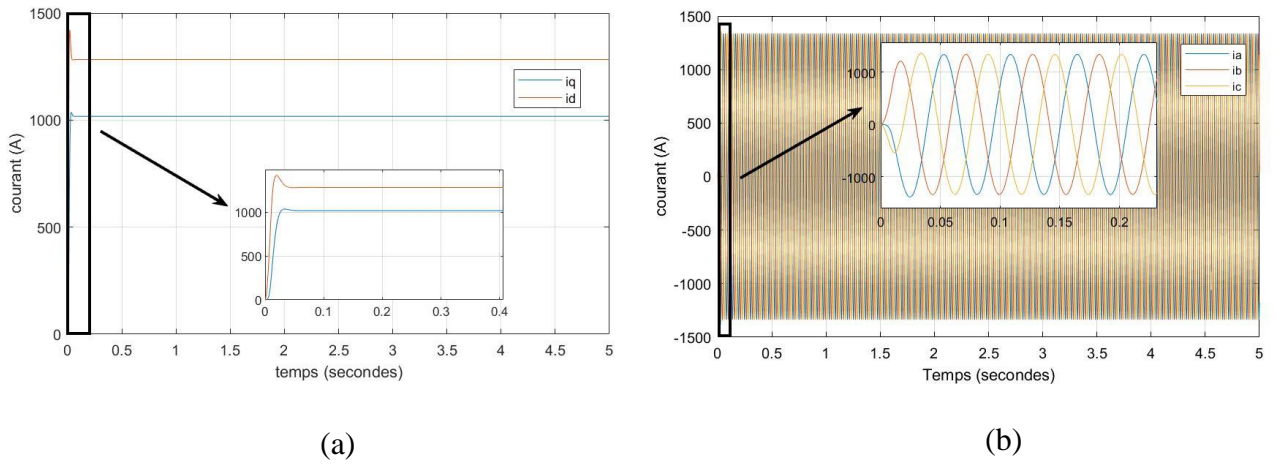 1500
1000
500
0
courant (A)
0 0.5 1 1.5 2 2.5 3 3.5 4 4.5 5
temps (secondes)
iq
id
1000
500
0
0 0.1 0.2 0.3 0.4
(a)
1500
1000
500
0
-500
-1000
-1500
courant (A)
0 0.5 1 1.5 2 2.5 3 3.5 4 4.5 5
Temps (secondes)
ia
ib
ic
1000
0
-1000
0 0.05 0.1 0.15 0.2
(b)